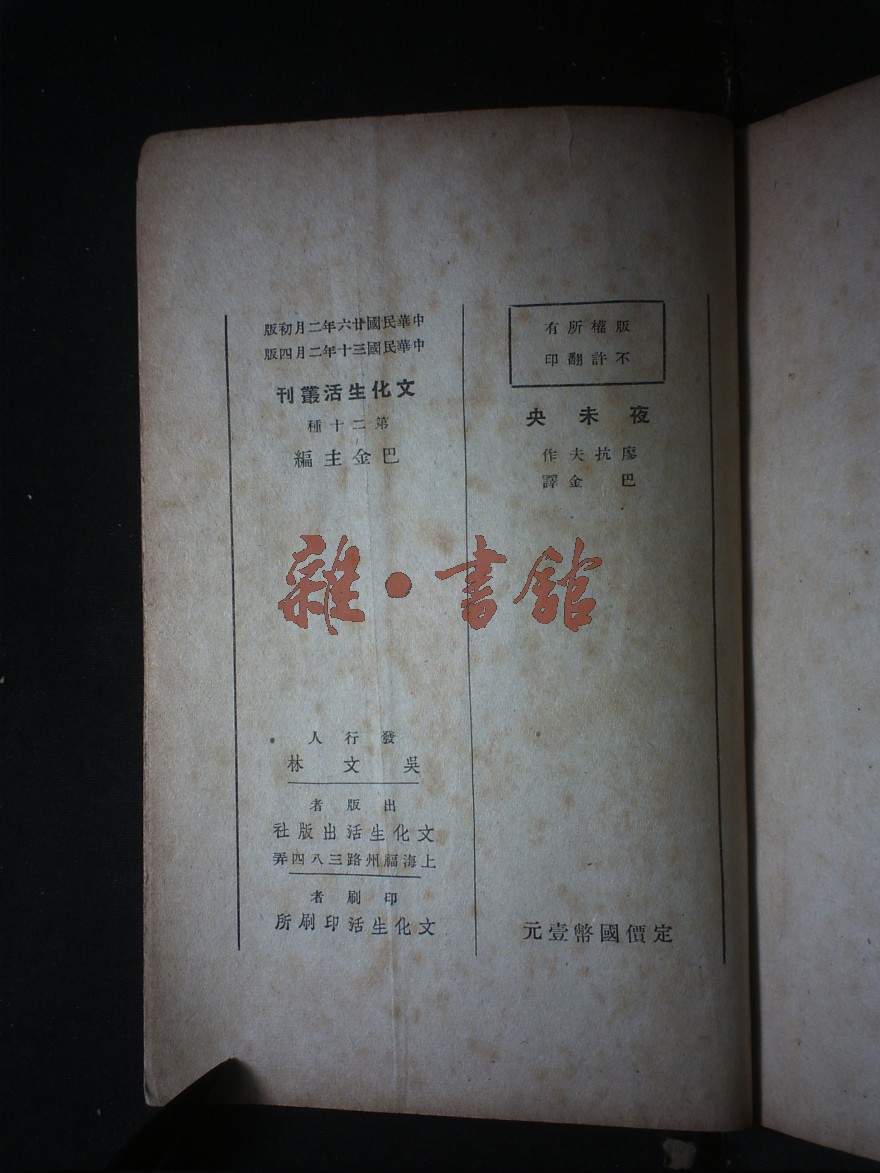 版權所有
不許翻印
夜未央
廖抗夫作
巴金譯
定價國幣壹元
中華民國廿六年二月初版
中華民國三十年二月四版
文化生活叢刊
第二十種
巴金主編
發行人
吳文林
出版者
文化生活出版社
上海福州路三八四弄
印刷者
文化生活印刷所
雜·書舘